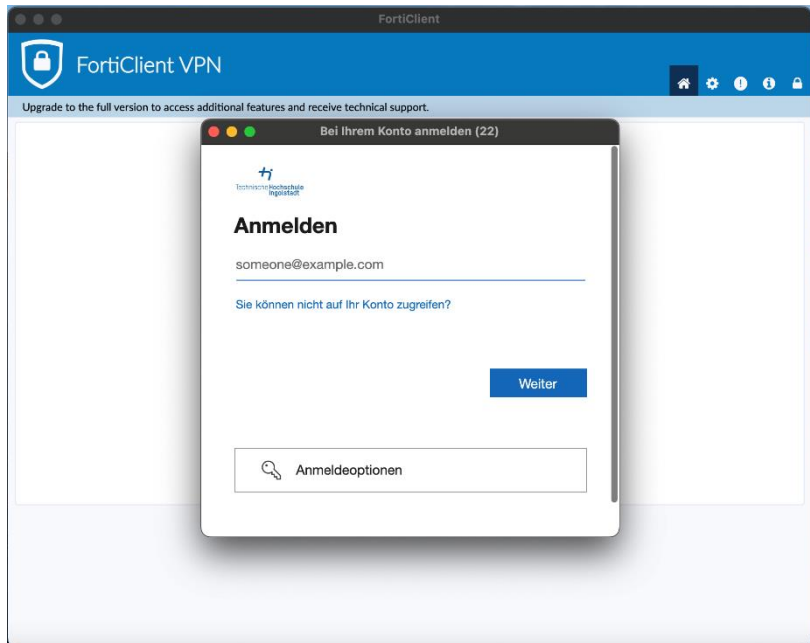 FortiClient
FortiClient VPN
Upgrade to the full version to access additional features and receive technical support.
Bei Ihrem Konto anmelden (22)
Technische Hochschule
Ingolstadt
Anmelden
someone@example.com
Sie können nicht auf Ihr Konto zugreifen?
Weiter
Anmeldeoptionen